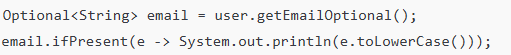 Optional<String> email = user.getEmailOptional();
email.ifPresent(e -> System.out.println(e.toLowerCase()));